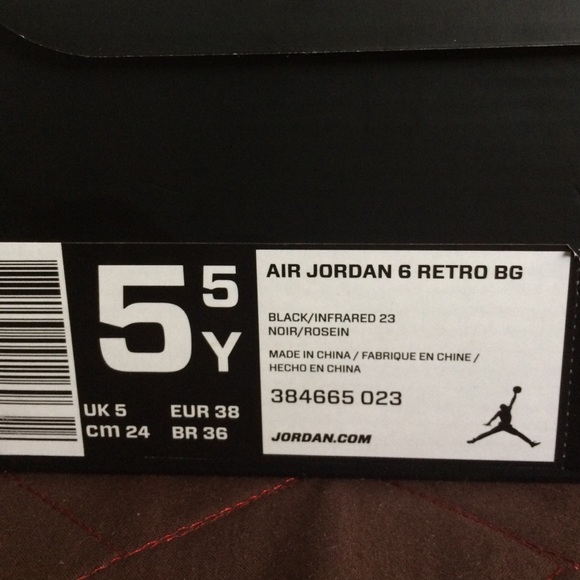 5 5 Y
UK 5 EUR 38
cm 24 BR 36
AIR JORDAN 6 RETRO BG
BLACK/INFRARED 23
NOIR/ROSEIN
MADE IN CHINA / FABRIQUE EN CHINE /
HECHO EN CHINA
384665 023
JORDAN.COM